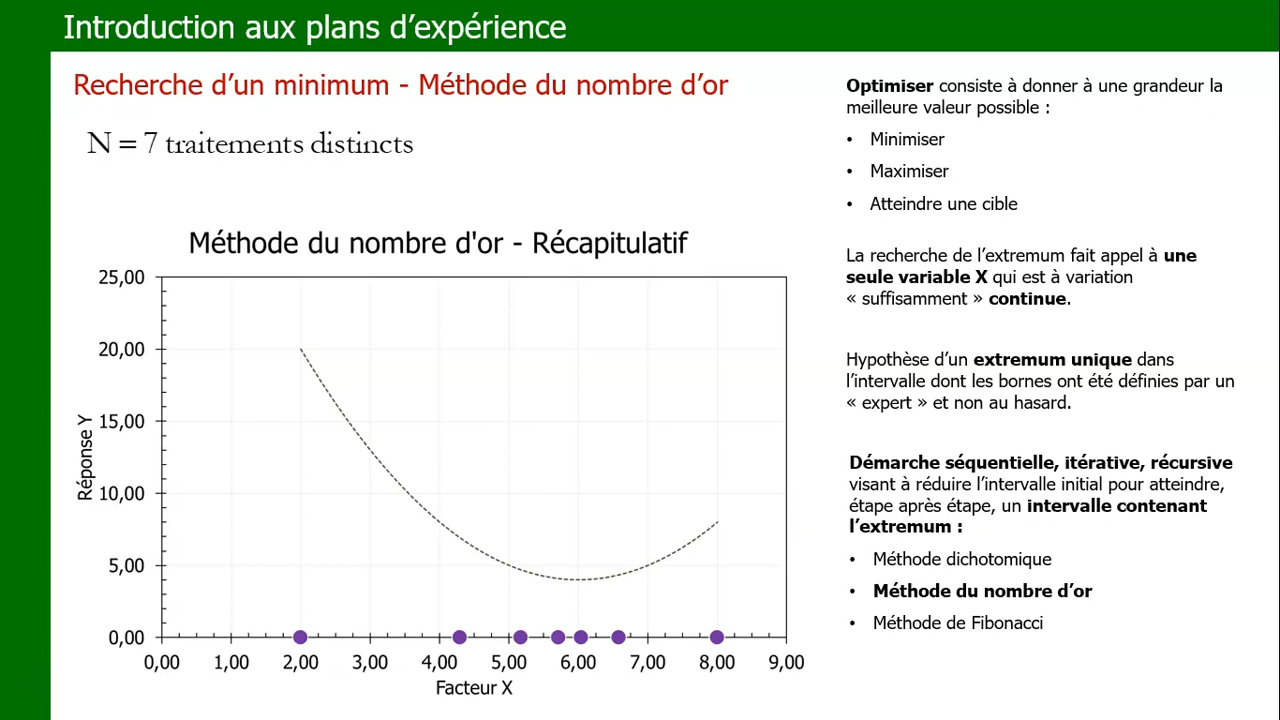 Introduction aux plans d’expérience
Recherche d’un minimum - Méthode du nombre d’or
N = 7 traitements distincts
Méthode du nombre d'or - Récapitulatif
25,00
20,00
15,00
10,00
5,00
0,00
Réponse Y
0,00 1,00 2,00 3,00 4,00 5,00 6,00 7,00 8,00 9,00
Facteur X
Optimiser consiste à donner à une grandeur la
meilleure valeur possible :
• Minimiser
• Maximiser
• Atteindre une cible
La recherche de l’extremum fait appel à une
seule variable X qui est à variation
« suffisamment » continue.
Hypothèse d’un extremum unique dans
l’intervalle dont les bornes ont été définies par un
« expert » et non au hasard.
Démarche séquentielle, itérative, récursive
visant à réduire l’intervalle initial pour atteindre,
étape après étape, un intervalle contenant
l’extremum :
• Méthode dichotomique
• Méthode du nombre d’or
• Méthode de Fibonacci